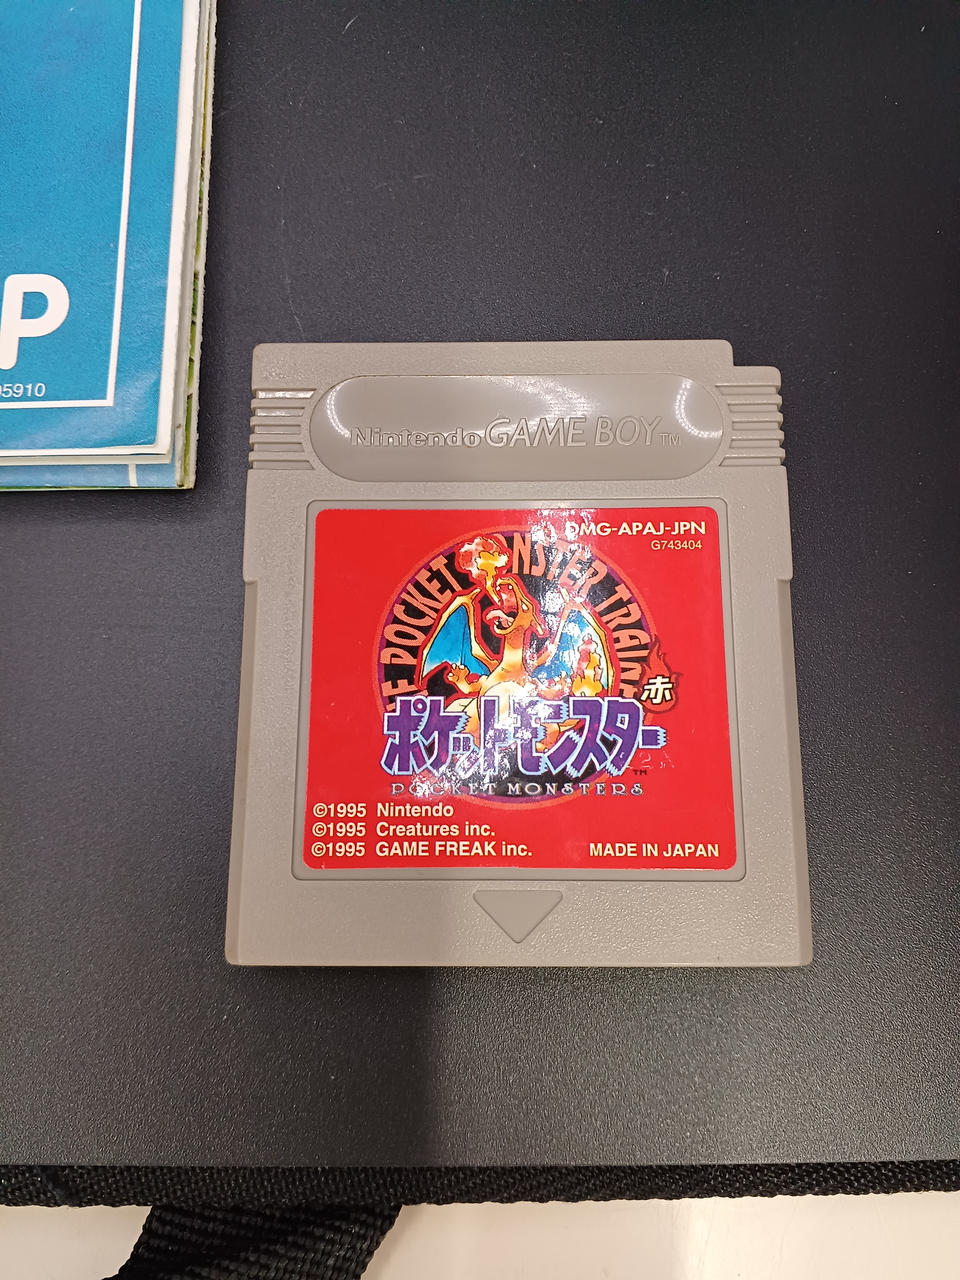 P
05910
Nintendo GAME BOY TM
DMG-APAJ-JPN
G743404
POCKET MONSTER TRAINER
赤
ポケットモンスター
TM
POCKET MONSTERS
©1995 Nintendo
©1995 Creatures inc.
©1995 GAME FREAK inc.
MADE IN JAPAN